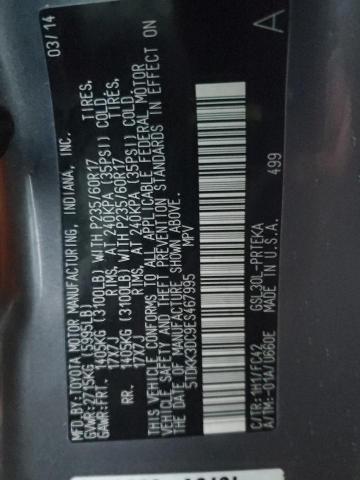 MFD. BY:TOYOTA MOTOR MANUFACTURING, INDIANA, INC. 03/14
GVWR:2715KG (5995LB)
GAWR:FRT. 1405KG (3100LB) WITH P235/60R17 TIRES,
17X7J RIMS, AT 240KPA (35PSI) COLD
RR. 1405KG (3100LB) WITH P235/60R17 TIRES,
17X7J RIMS, AT 240KPA (35PSI) COLD
THIS VEHICLE CONFORMS TO ALL APPLICABLE FEDERAL MOTOR
VEHICLE SAFETY AND THEFT PREVENTION STANDARDS IN EFFECT ON
THE DATE OF MANUFACTURE SHOWN ABOVE.
5TDKK3DC9ES467995 MPV
A
C/TR:1H1/FC42 GSL30L-PRTEKA 499
A/TM:-01A/U660E MADE IN U.S.A.